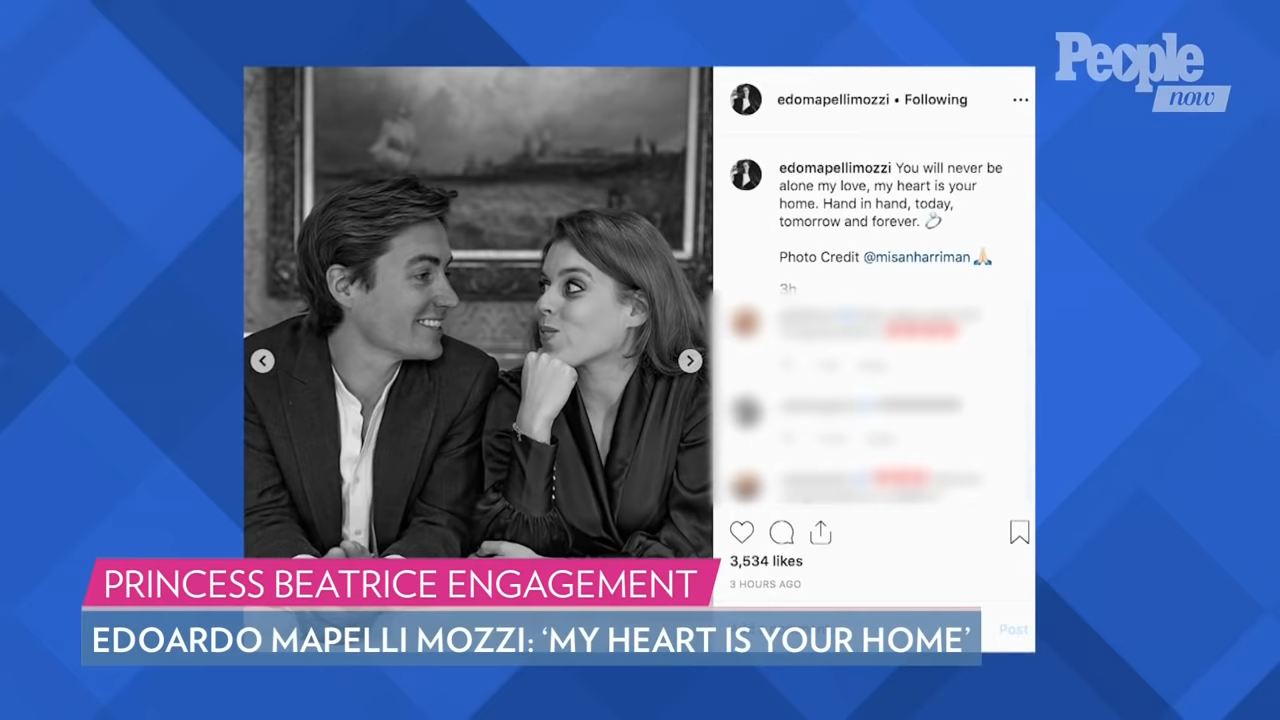 People
now
edomapellimozzi • Following
edomapellimozzi You will never be
alone my love, my heart is your
home. Hand in hand, today,
tomorrow and forever. 💍
Photo Credit @misanharriman 🙏🏻
3h
3,534 likes
3 HOURS AGO
Post
PRINCESS BEATRICE ENGAGEMENT
EDOARDO MAPELLI MOZZI: ‘MY HEART IS YOUR HOME’